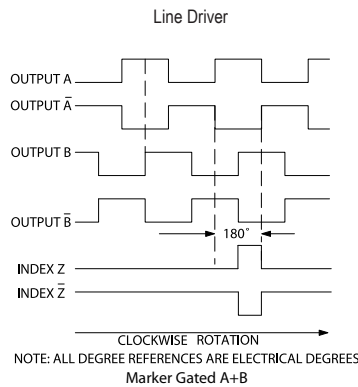 Line Driver
OUTPUT A
OUTPUT A̅
OUTPUT B
OUTPUT B̅
180°
INDEX Z
INDEX Z̅
CLOCKWISE ROTATION
NOTE: ALL DEGREE REFERENCES ARE ELECTRICAL DEGREES
Marker Gated A+B